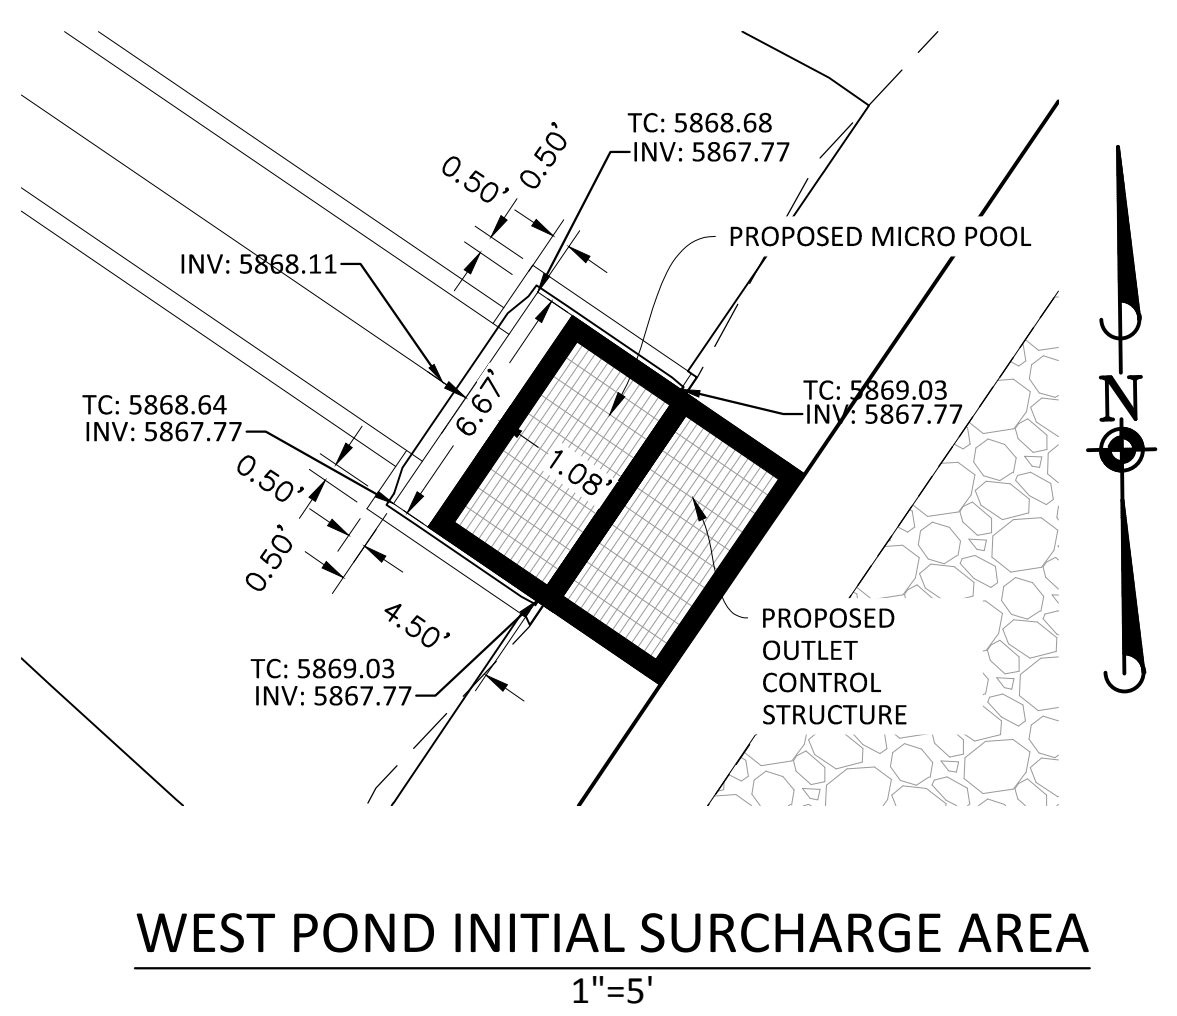 TC: 5868.68
INV: 5867.77
0.50'
0.50'
PROPOSED MICRO POOL
INV: 5868.11
TC: 5869.03
INV: 5867.77
N
6.67'
TC: 5868.64
INV: 5867.77
0.50'
1.08'
0.50'
4.50'
PROPOSED
OUTLET
CONTROL
STRUCTURE
TC: 5869.03
INV: 5867.77
WEST POND INITIAL SURCHARGE AREA
1"=5'